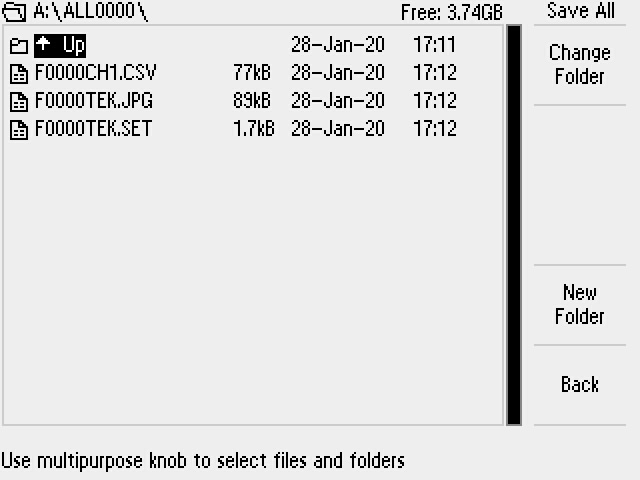 A:\ALL0000\ Free: 3.74GB Save All
↑ Up 28-Jan-20 17:11
F0000CH1.CSV 77kB 28-Jan-20 17:12
F0000TEK.JPG 89kB 28-Jan-20 17:12
F0000TEK.SET 1.7kB 28-Jan-20 17:12
Change
Folder
New
Folder
Back
Use multipurpose knob to select files and folders